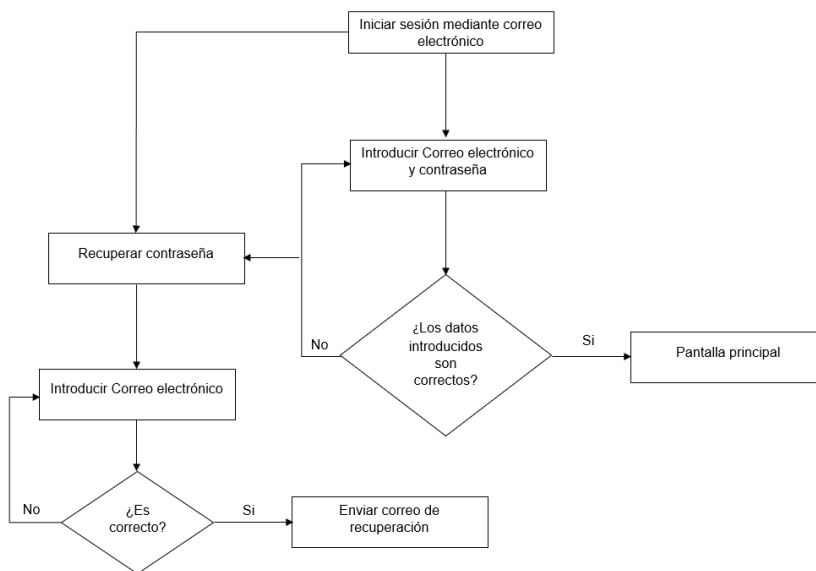 Iniciar sesión mediante correo
electrónico
Introducir Correo electrónico
y contraseña
Recuperar contraseña
¿Los datos
introducidos
son
correctos?
No
Si
Pantalla principal
Introducir Correo electrónico
¿Es
correcto?
No
Si
Enviar correo de
recuperación